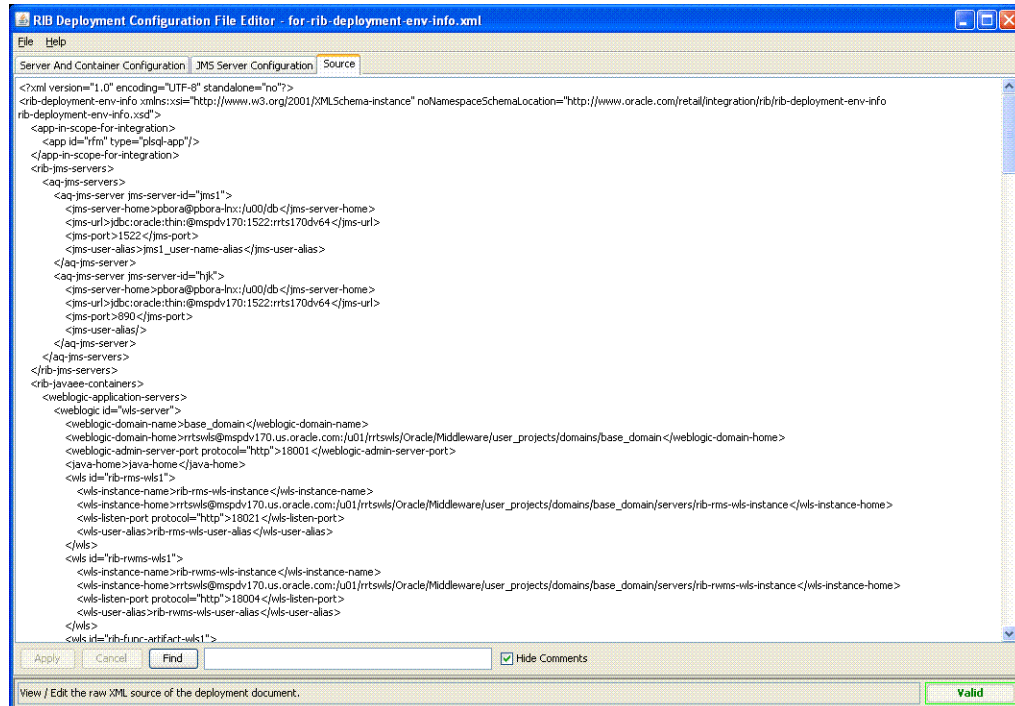 RIB Deployment Configuration File Editor - for-rib-deployment-env-info.xml
File Help
Server And Container Configuration JMS Server Configuration Source
<?xml version="1.0" encoding="UTF-8" standalone="no"?>
<rib-deployment-env-info xmlns:xsi="http://www.w3.org/2001/XMLSchema-instance" noNamespaceSchemaLocation="http://www.oracle.com/retail/integration/rib/rib-deployment-env-info
rib-deployment-env-info.xsd">
<app-in-scope-for-integration>
<app id="rfm" type="plsql-app"/>
</app-in-scope-for-integration>
<rib-jms-servers>
<aq-jms-servers>
<aq-jms-server jms-server-id="jms1">
<jms-server-home>pbora@pbora-lnx:/u00/db</jms-server-home>
<jms-url>jdbc:oracle:thin:@mspdv170:1522:rrts170dv64</jms-url>
<jms-port>1522</jms-port>
<jms-user-alias>jms1_user-name-alias</jms-user-alias>
</aq-jms-server>
<aq-jms-server jms-server-id="hjk">
<jms-server-home>pbora@pbora-lnx:/u00/db</jms-server-home>
<jms-url>jdbc:oracle:thin:@mspdv170:1522:rrts170dv64</jms-url>
<jms-port>890</jms-port>
<jms-user-alias/>
</aq-jms-server>
</aq-jms-servers>
</rib-jms-servers>
<rib-javaee-containers>
<weblogic-application-servers>
<weblogic id="wls-server">
<weblogic-domain-name>base_domain</weblogic-domain-name>
<weblogic-domain-home>rrtswls@mspdv170.us.oracle.com:/u01/rrtswls/Oracle/Middleware/user_projects/domains/base_domain</weblogic-domain-home>
<weblogic-admin-server-port protocol="http">18001</weblogic-admin-server-port>
<java-home>java-home</java-home>
<wls id="rib-rms-wls1">
<wls-instance-name>rib-rms-wls-instance</wls-instance-name>
<wls-instance-home>rrtswls@mspdv170.us.oracle.com:/u01/rrtswls/Oracle/Middleware/user_projects/domains/base_domain/servers/rib-rms-wls-instance</wls-instance-home>
<wls-listen-port protocol="http">18021</wls-listen-port>
<wls-user-alias>rib-rms-wls-user-alias</wls-user-alias>
</wls>
<wls id="rib-rwms-wls1">
<wls-instance-name>rib-rwms-wls-instance</wls-instance-name>
<wls-instance-home>rrtswls@mspdv170.us.oracle.com:/u01/rrtswls/Oracle/Middleware/user_projects/domains/base_domain/servers/rib-rwms-wls-instance</wls-instance-home>
<wls-listen-port protocol="http">18004</wls-listen-port>
<wls-user-alias>rib-rwms-wls-user-alias</wls-user-alias>
</wls>
<wls id="rib-func-artifact-wls1">
Apply Cancel Find Hide Comments
View / Edit the raw XML source of the deployment document. Valid